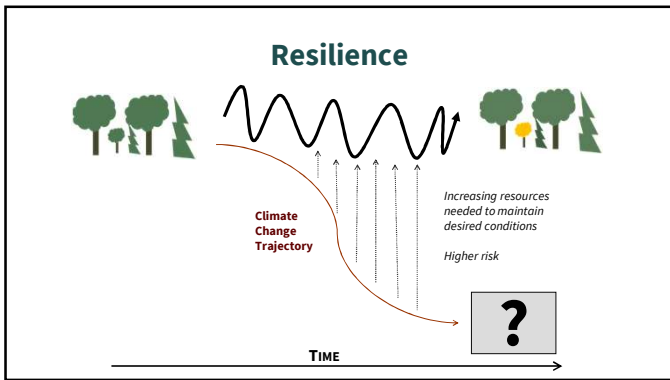 Resilience
Climate
Change
Trajectory
Increasing resources
needed to maintain
desired conditions
Higher risk
?
TIME